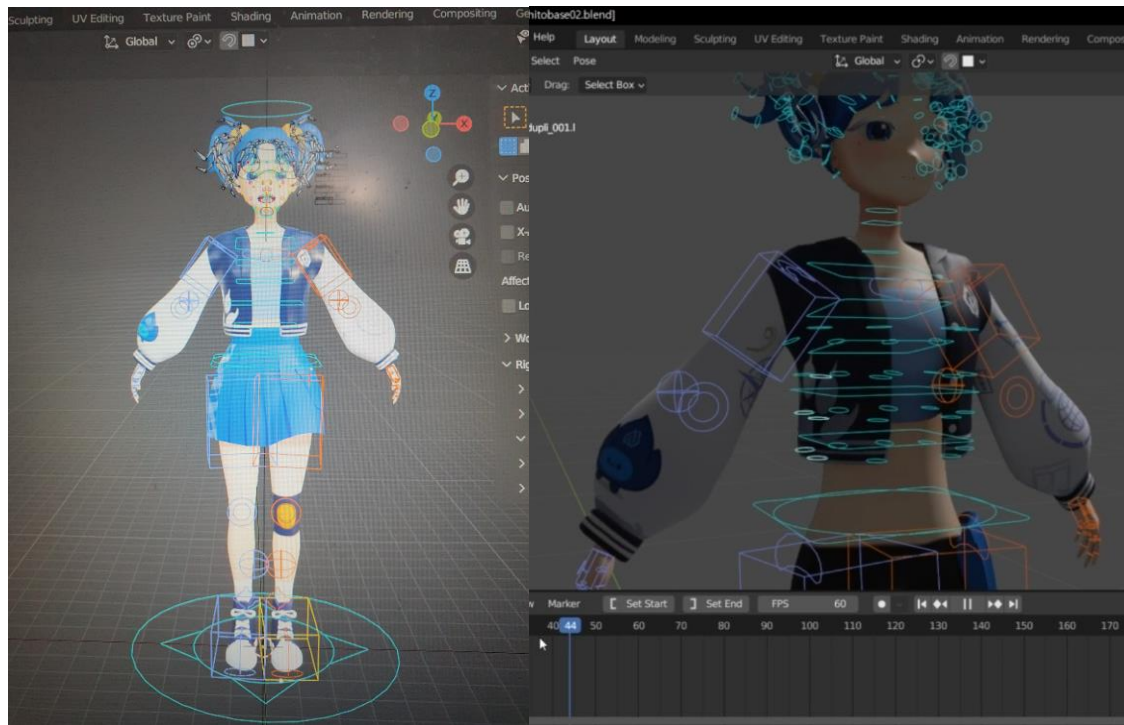 Sculpting UV Editing Texture Paint Shading Animation Rendering Compositing
Global
Acti
Pos
Au
X-
Re
Affect
Lo
Wo
Rig
hitobase02.blend]
Help Layout Modeling Sculpting UV Editing Texture Paint Shading Animation Rendering Compos
Select Pose Global
Drag: Select Box
dupli_001.l
w Marker Set Start Set End FPS 60
40 44 50 60 70 80 90 100 110 120 130 140 150 160 170
Z
X